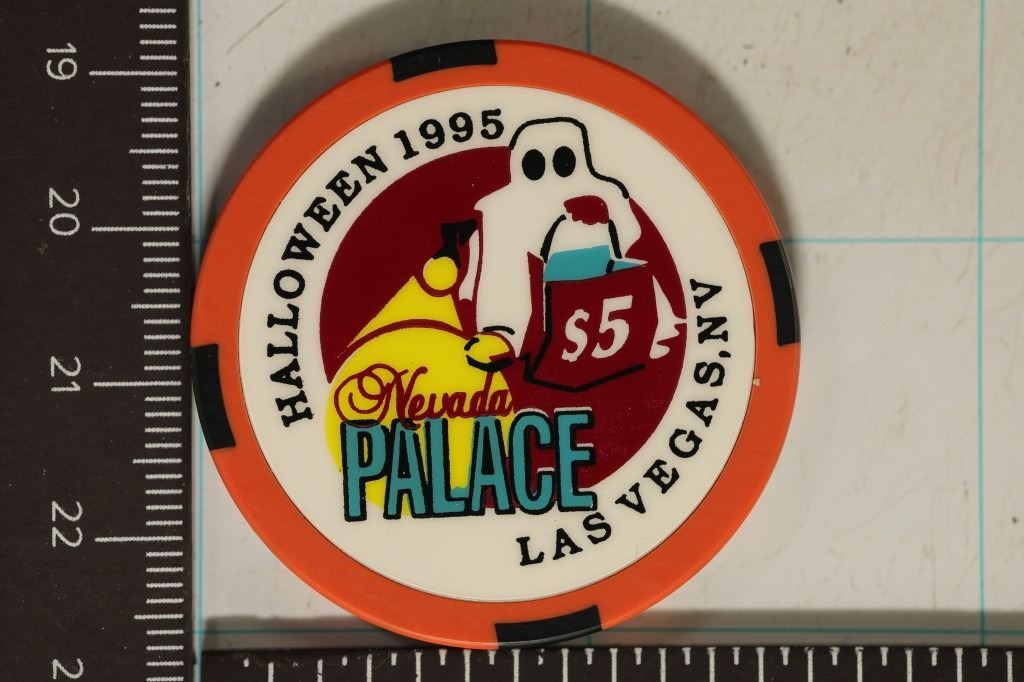 HALLOWEEN 1995
$5
Nevada
PALACE
LAS VEGAS, NV
19
20
21
22